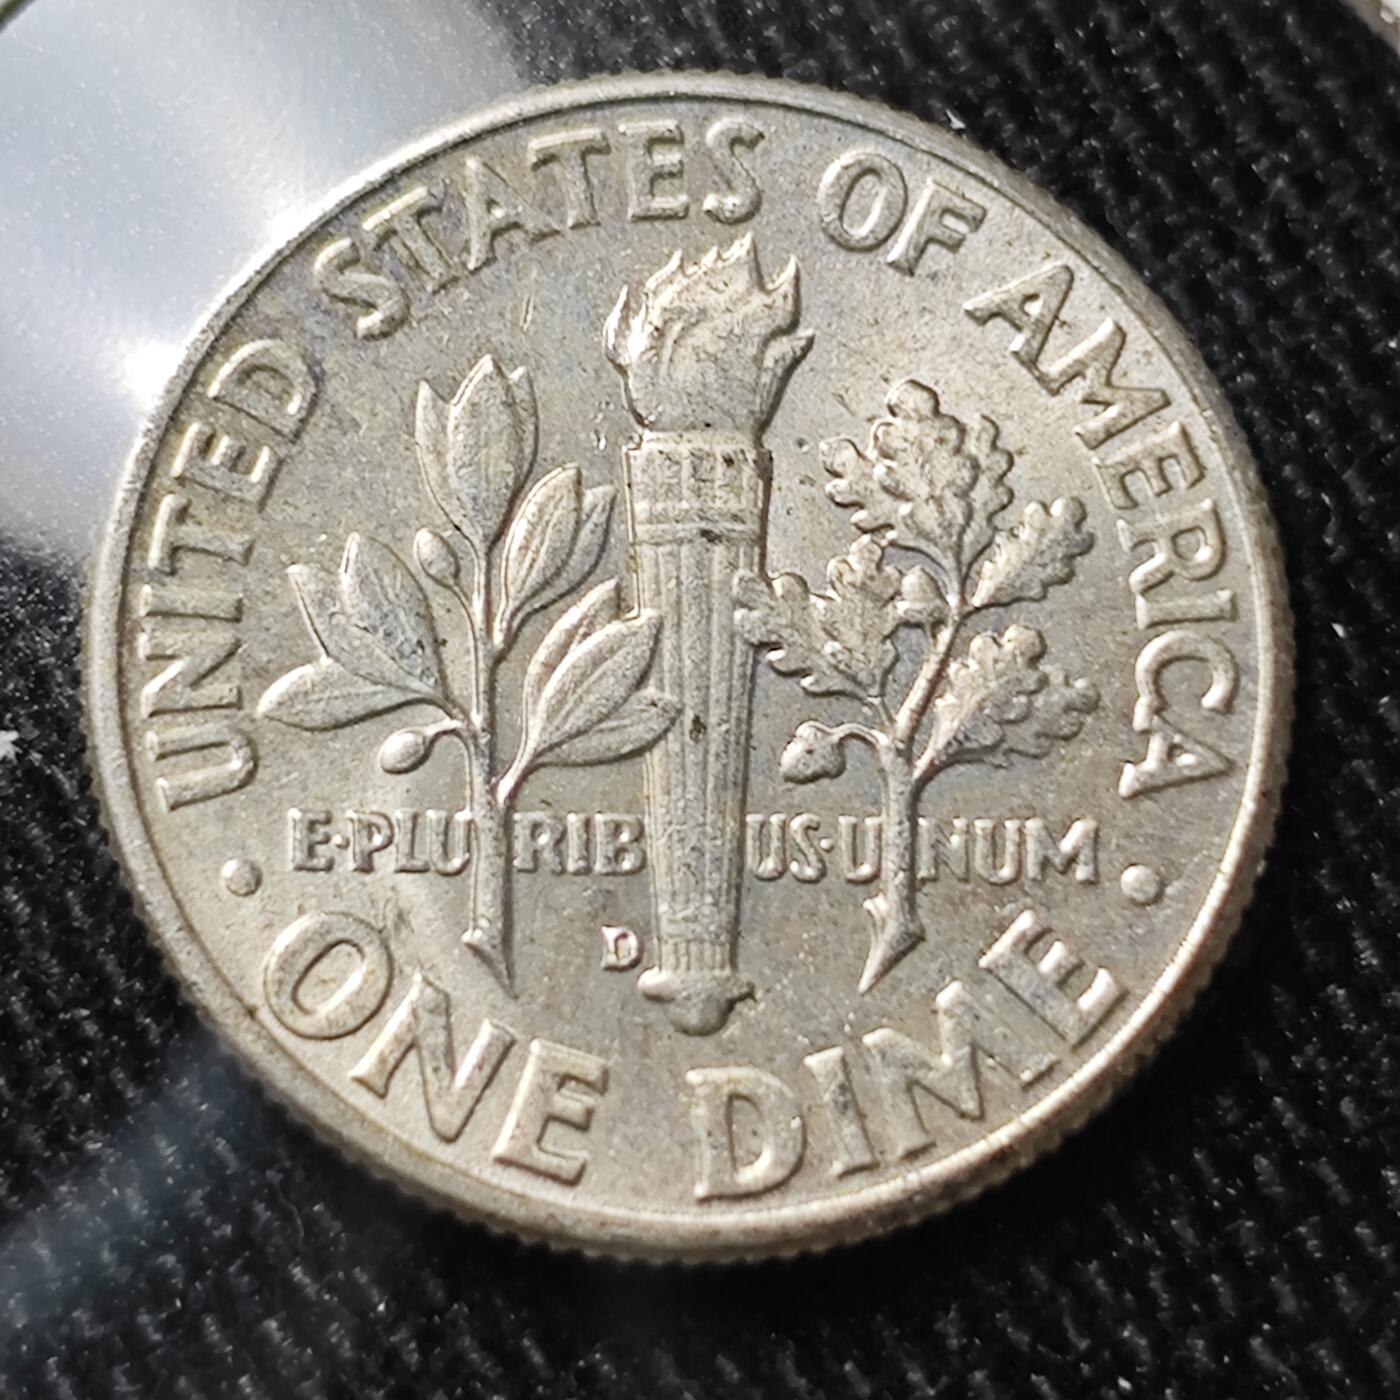 UNITED STATES OF AMERICA
E·PLURIBUS·UNUM
D
ONE DIME